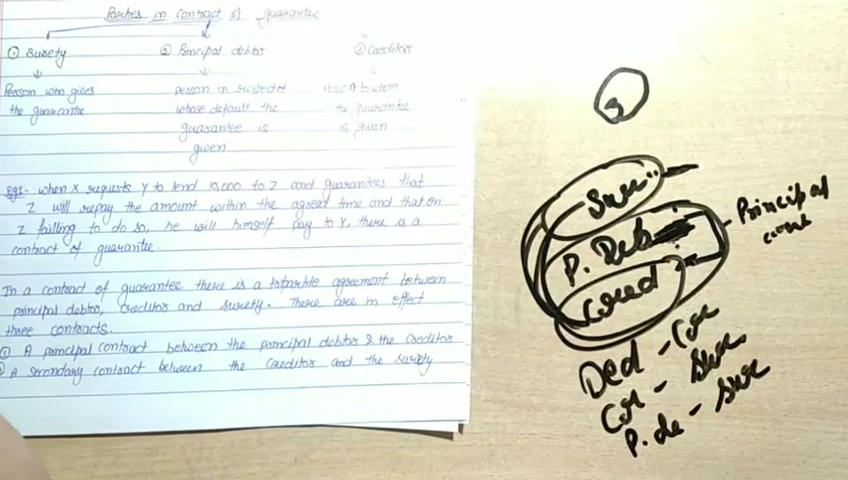 Parties in contract of guarantee
① Surety ② Principal debtor ③ Creditor
Person who gives
the guarantee
person in respected
whose default the
guarantee is
given
Person to whom
the guarantee
is given
Eg:- when X requests Y to lend 10,000 to Z and guarantees that
Z will repay the amount within the agreed time and that on
Z failling to do so, he will himself pay to Y, there is a
contract of guarantee.
In a contract of guarantee there is a tripartite agreement between
principal debtor, creditor and surety. There are in effect
three contracts.
① A principal contract between the principal debtor & the Creditor
② A secondary contract between the Creditor and the surety
3
Sur..
P. Deb
Cred
Principal
Ded - Cre
Cre - Sur
P. de - Sur